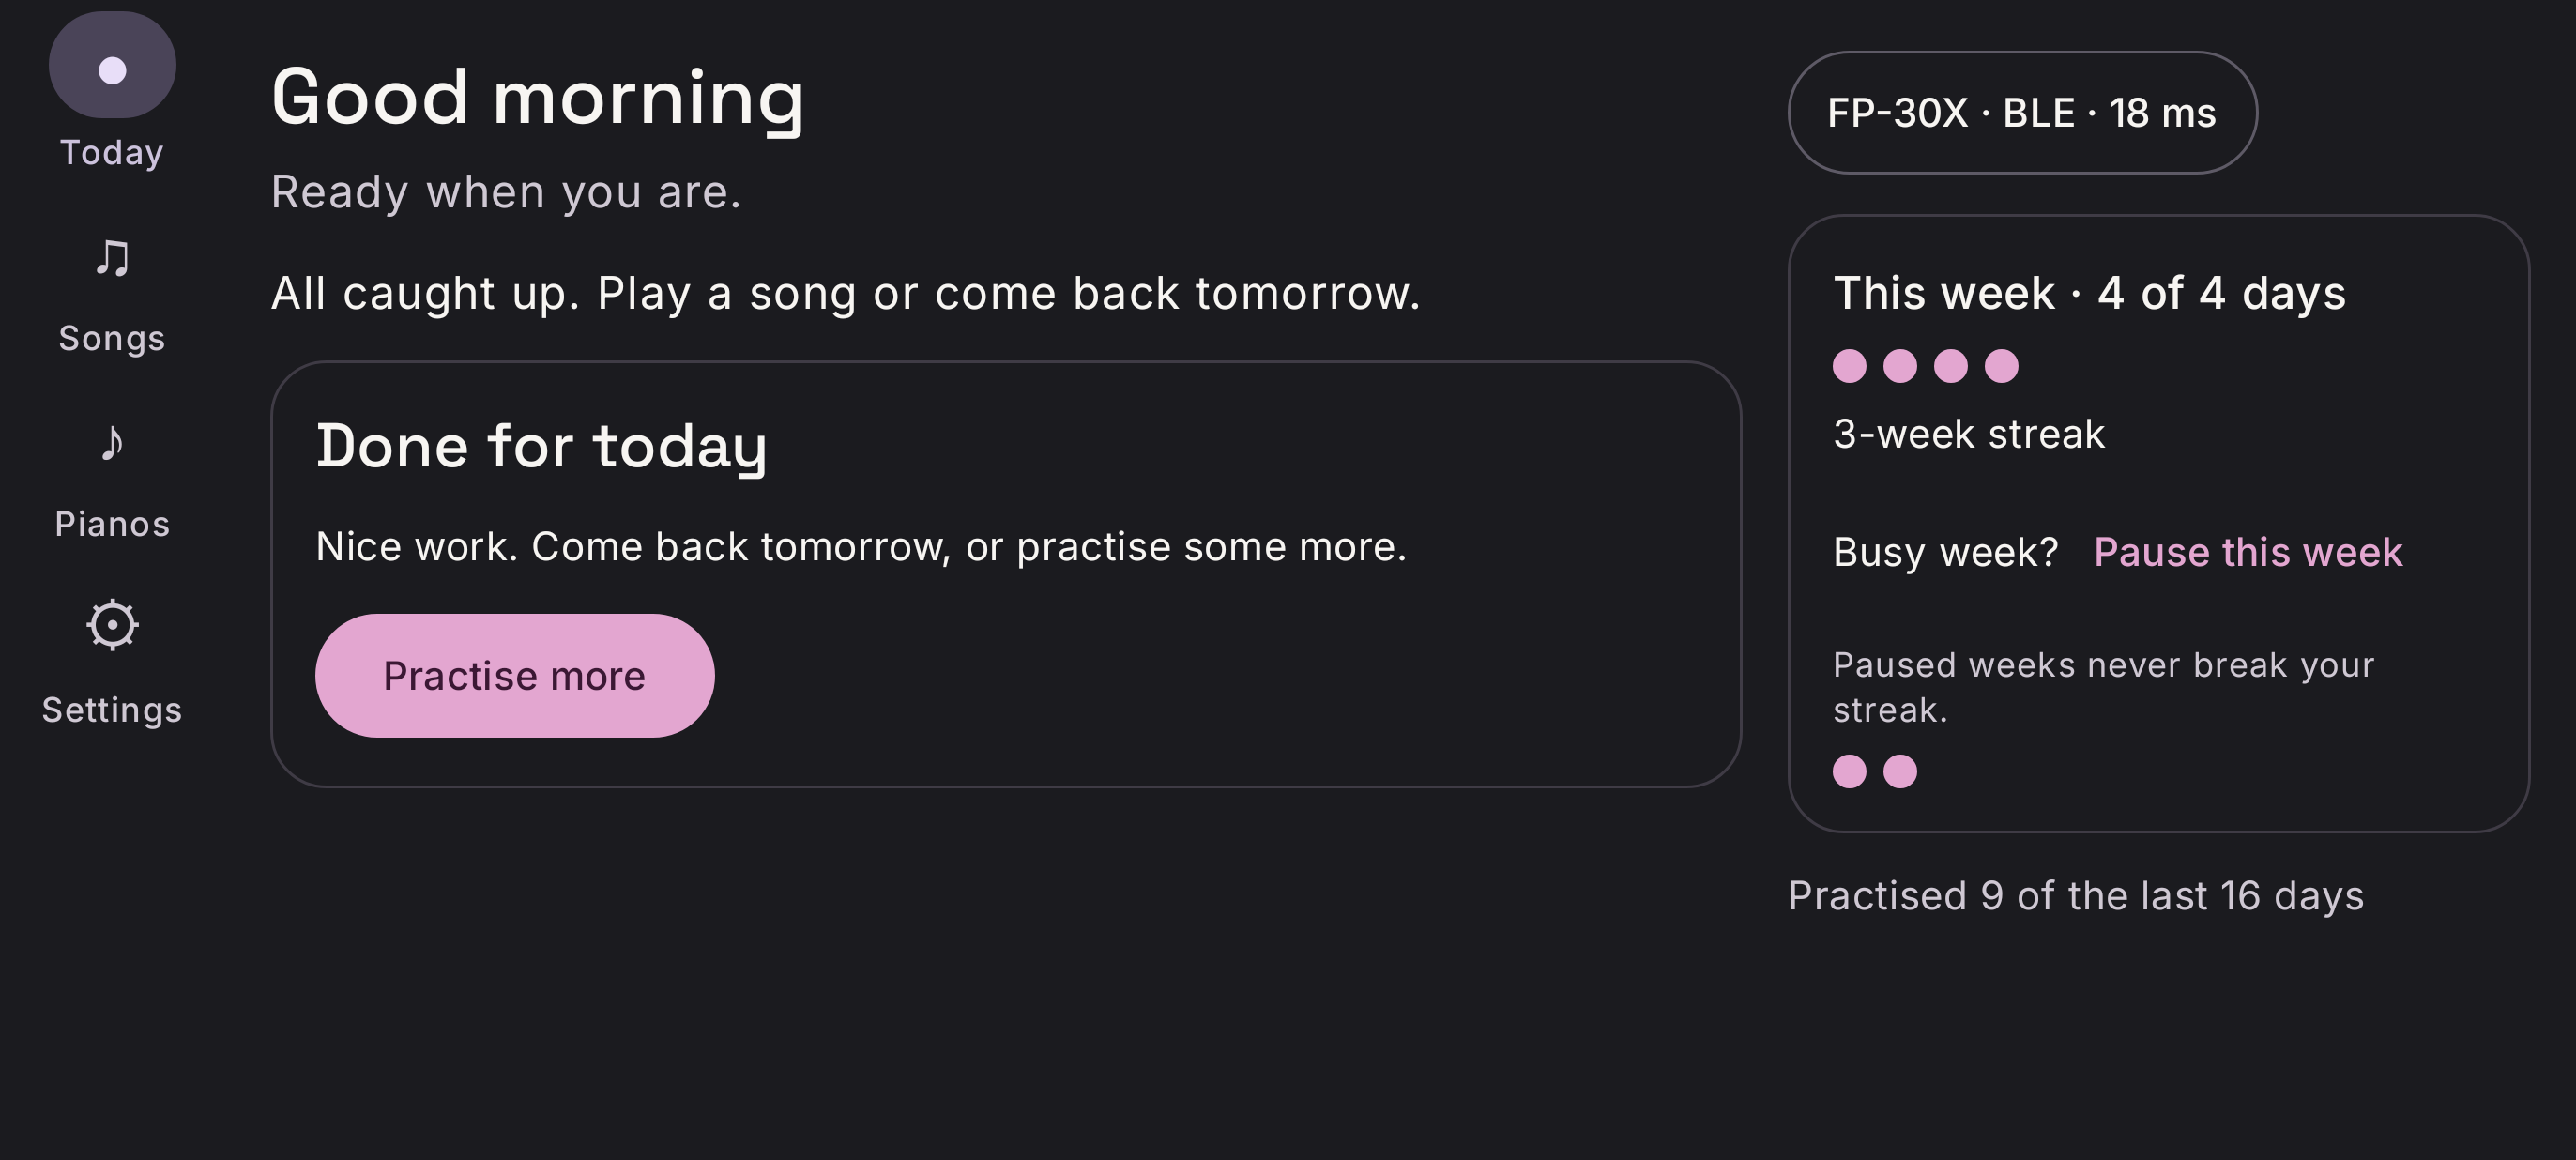 Today
Songs
Pianos
Settings
Good morning
Ready when you are.
All caught up. Play a song or come back tomorrow.
Done for today
Nice work. Come back tomorrow, or practise some more.
Practise more
FP-30X · BLE · 18 ms
This week · 4 of 4 days
3-week streak
Busy week? Pause this week
Paused weeks never break your
streak.
Practised 9 of the last 16 days